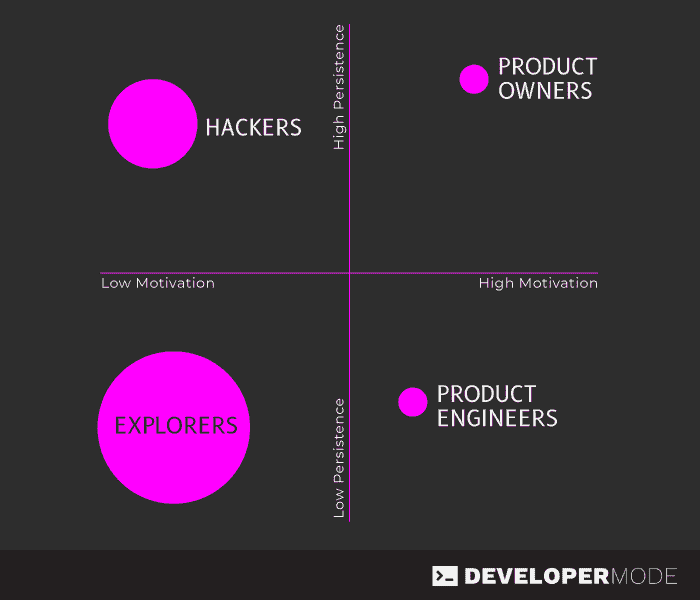 High Persistence
PRODUCT
OWNERS
HACKERS
Low Motivation
High Motivation
EXPLORERS
PRODUCT
ENGINEERS
Low Persistence
DEVELOPERMODE